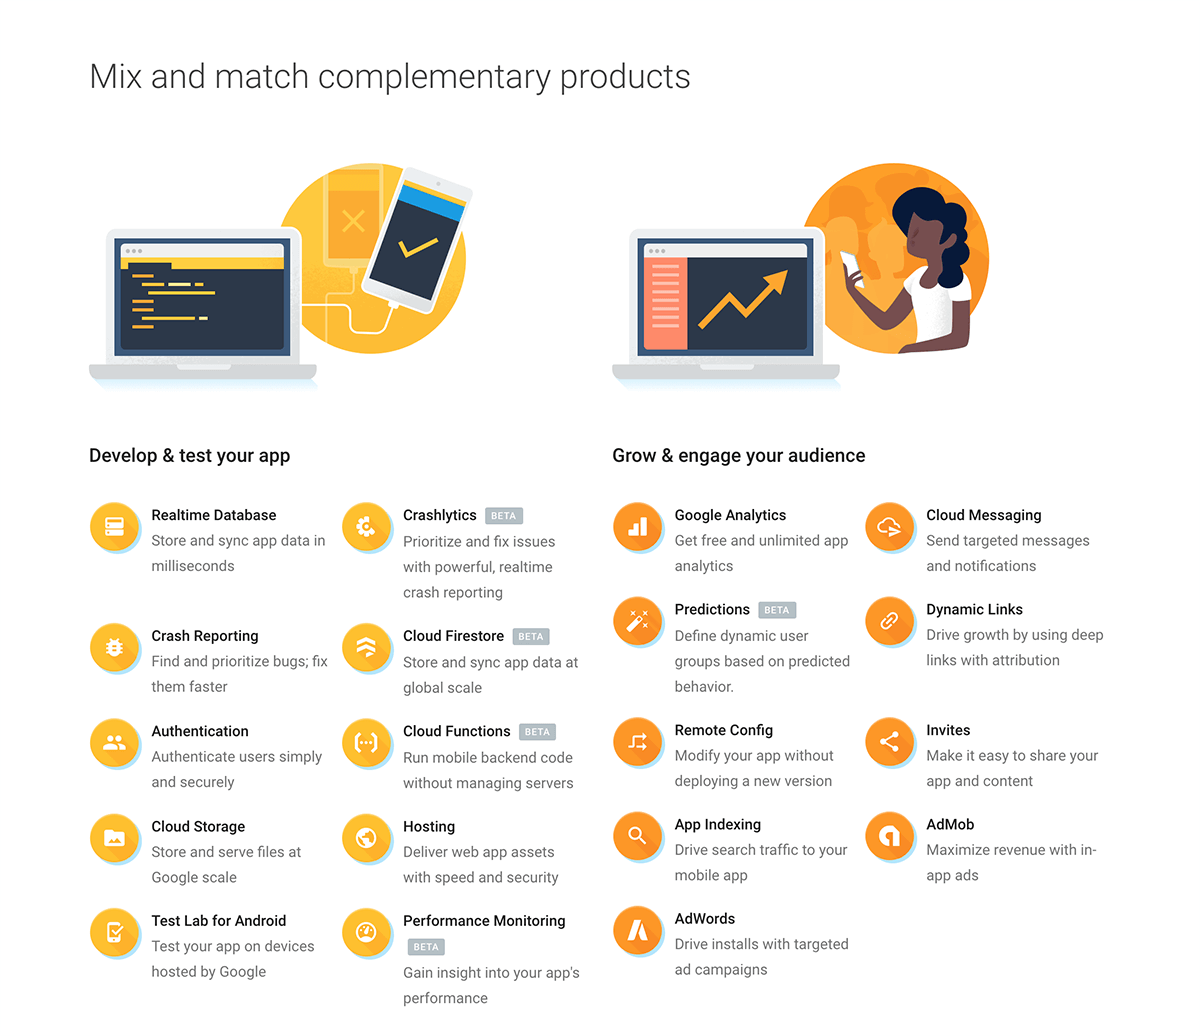 Mix and match complementary products
Develop & test your app
Realtime Database
Store and sync app data in
milliseconds
Crashlytics BETA
Prioritize and fix issues
with powerful, realtime
crash reporting
Crash Reporting
Find and prioritize bugs; fix
them faster
Cloud Firestore BETA
Store and sync app data at
global scale
Authentication
Authenticate users simply
and securely
Cloud Functions BETA
Run mobile backend code
without managing servers
Cloud Storage
Store and serve files at
Google scale
Hosting
Deliver web app assets
with speed and security
Test Lab for Android
Test your app on devices
hosted by Google
Performance Monitoring
BETA
Gain insight into your app's
performance
Grow & engage your audience
Google Analytics
Get free and unlimited app
analytics
Cloud Messaging
Send targeted messages
and notifications
Predictions BETA
Define dynamic user
groups based on predicted
behavior.
Dynamic Links
Drive growth by using deep
links with attribution
Remote Config
Modify your app without
deploying a new version
Invites
Make it easy to share your
app and content
App Indexing
Drive search traffic to your
mobile app
AdMob
Maximize revenue with in-
app ads
AdWords
Drive installs with targeted
ad campaigns